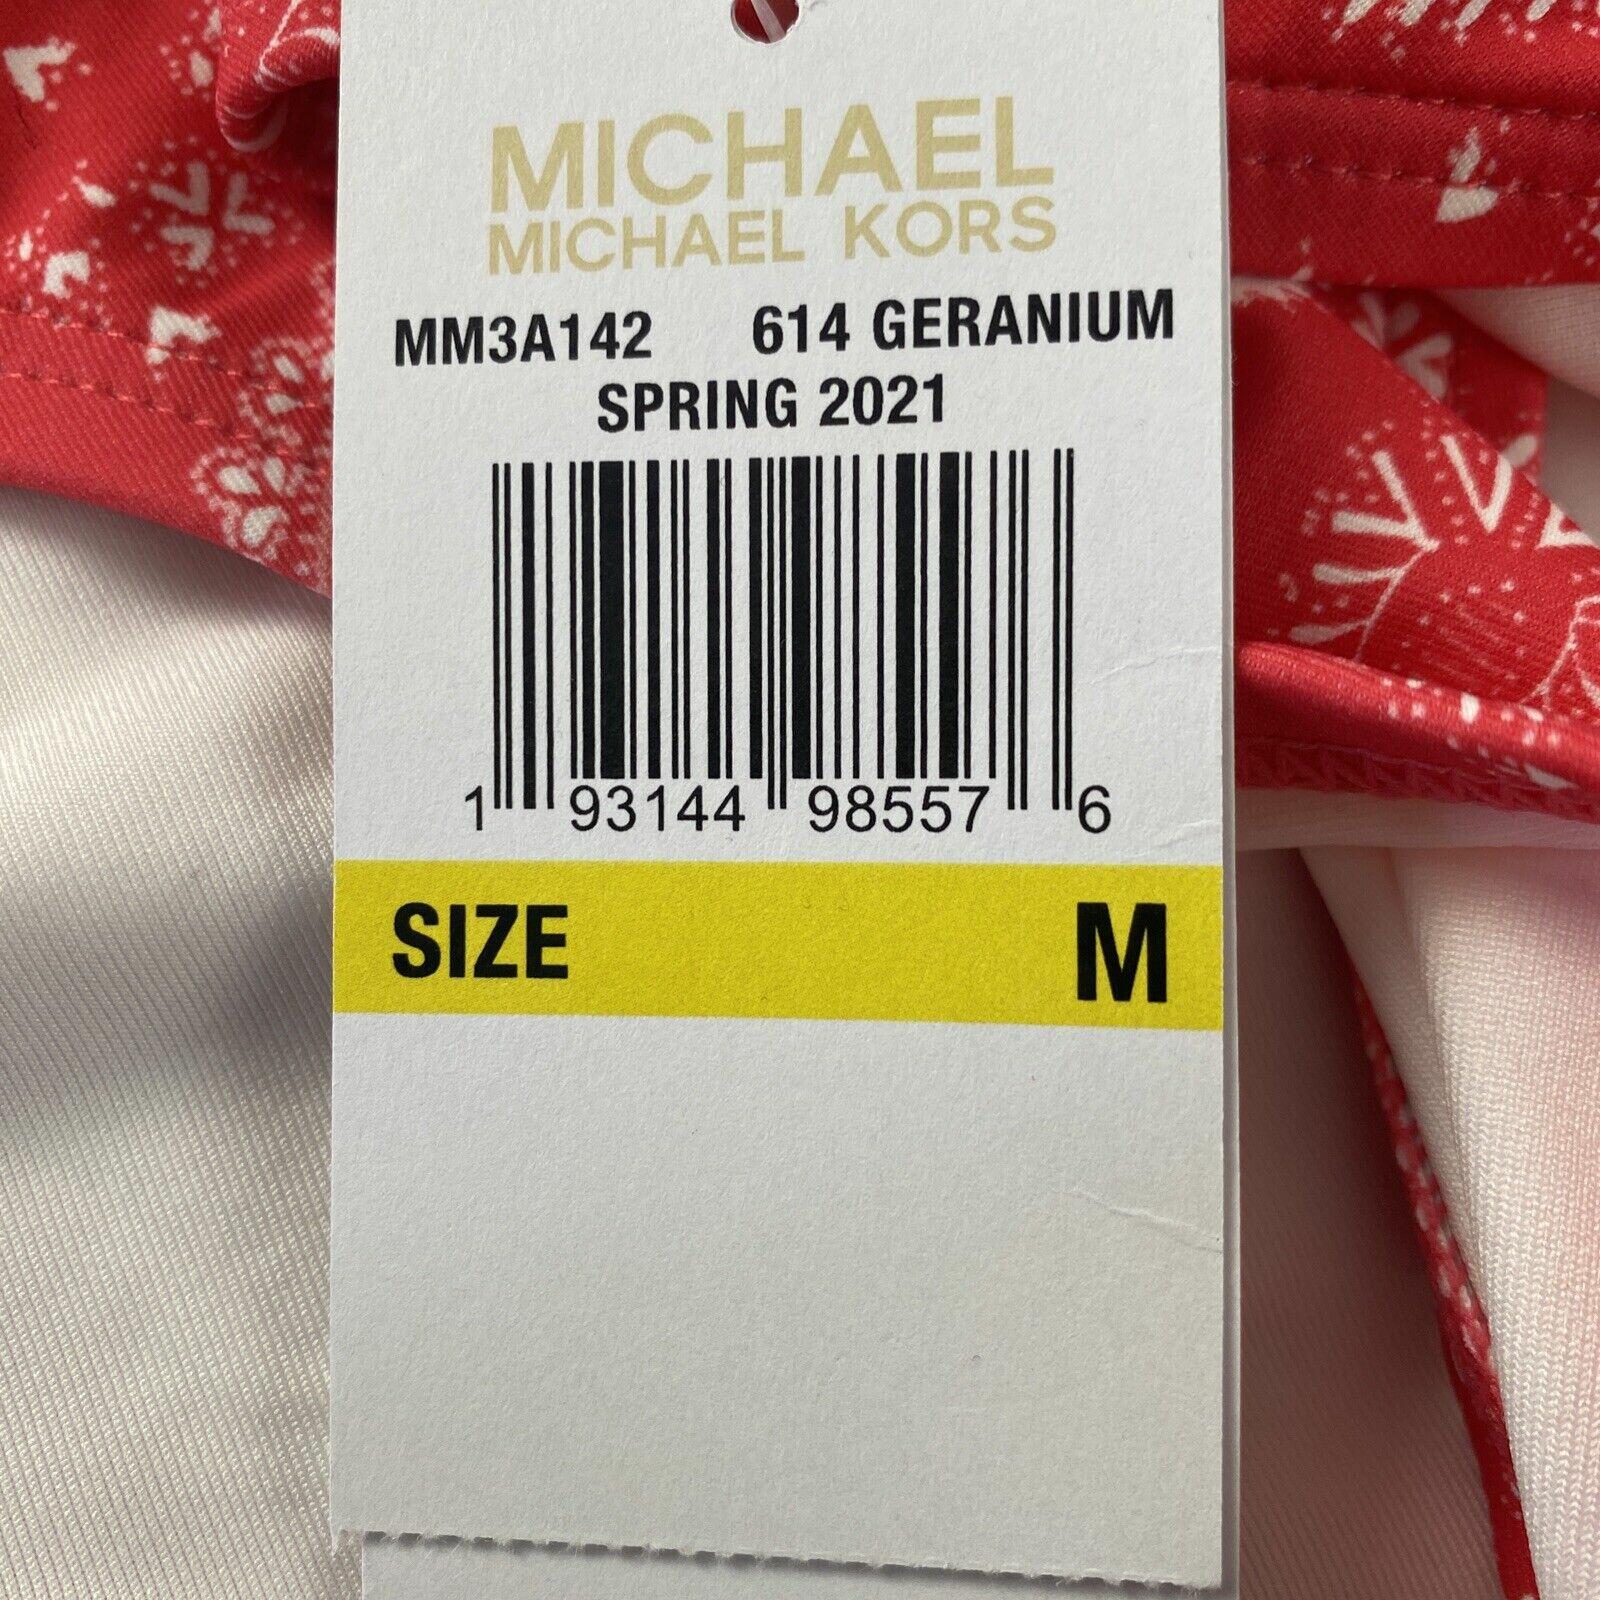 MICHAEL
MICHAEL KORS
MM3A142 614 GERANIUM
SPRING 2021
1 93144 98557 6
SIZE M